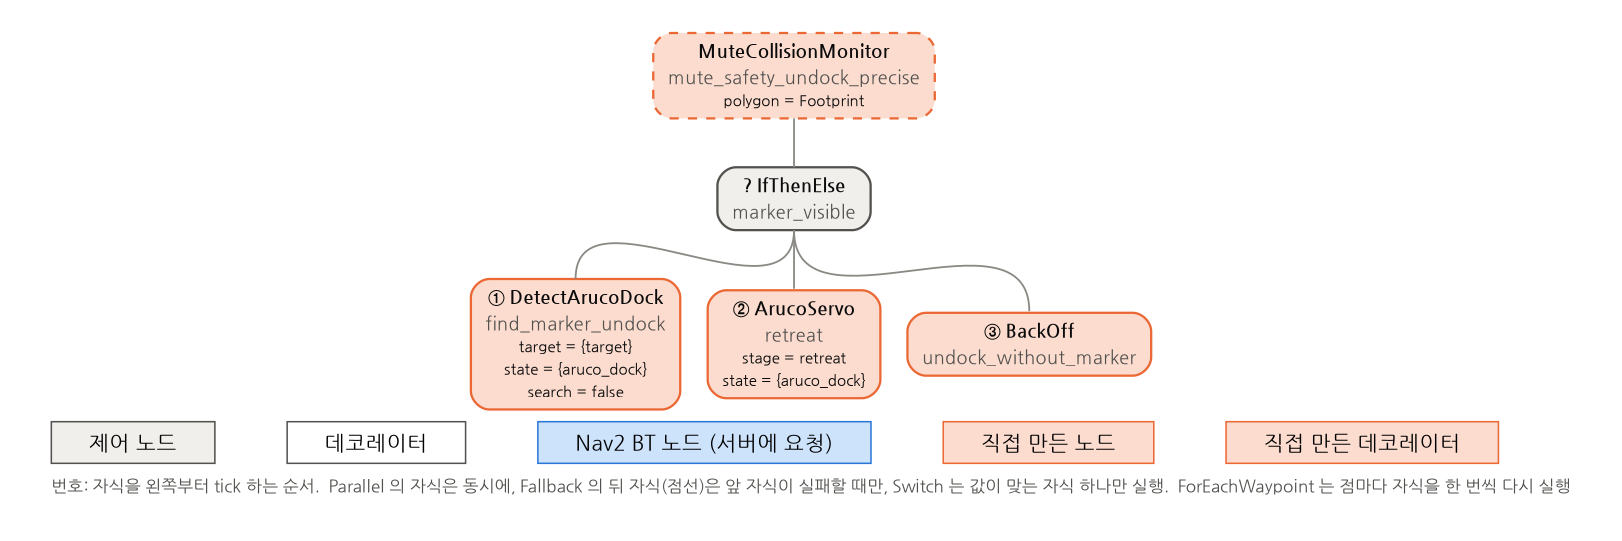 MuteCollisionMonitor
mute_safety_undock_precise
polygon = Footprint
? IfThenElse
marker_visible
① DetectArucoDock
find_marker_undock
target = {target}
state = {aruco_dock}
search = false
② ArucoServo
retreat
stage = retreat
state = {aruco_dock}
③ BackOff
undock_without_marker
제어 노드
데코레이터
Nav2 BT 노드 (서버에 요청)
직접 만든 노드
직접 만든 데코레이터
번호: 자식을 왼쪽부터 tick 하는 순서. Parallel 의 자식은 동시에, Fallback 의 뒤 자식(점선)은 앞 자식이 실패할 때만, Switch 는 값이 맞는 자식 하나만 실행. ForEachWaypoint 는 점마다 자식을 한 번씩 다시 실행